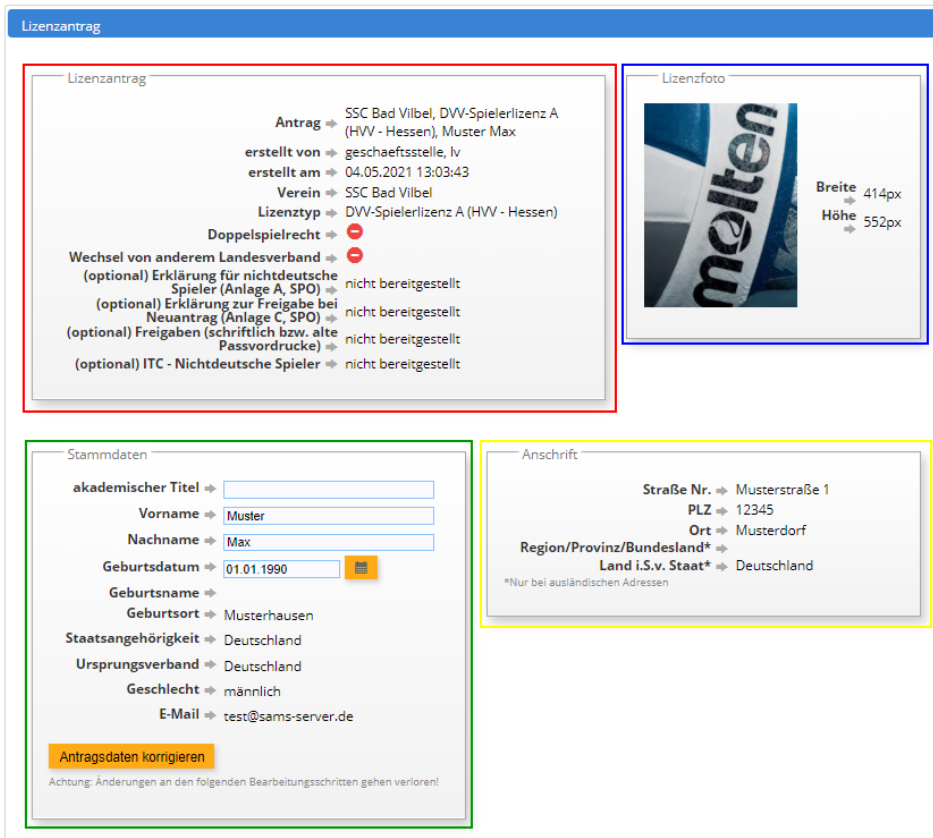 Lizenzantrag
Lizenzantrag
Antrag SSC Bad Vilbel, DVV-Spielerlizenz A
(HVV - Hessen), Muster Max
erstellt von geschaeftsstelle, lv
erstellt am 04.05.2021 13:03:43
Verein SSC Bad Vilbel
Lizenztyp DVV-Spielerlizenz A (HVV - Hessen)
Doppelspielrecht
Wechsel von anderem Landesverband
(optional) Erklärung für nichtdeutsche
Spieler (Anlage A, SPO) nicht bereitgestellt
(optional) Erklärung zur Freigabe bei
Neuantrag (Anlage C, SPO) nicht bereitgestellt
(optional) Freigaben (schriftlich bzw. alte
Passvordrucke) nicht bereitgestellt
(optional) ITC - Nichtdeutsche Spieler nicht bereitgestellt
Lizenzfoto
molten
Breite 414px
Höhe 552px
Stammdaten
akademischer Titel
Vorname Muster
Nachname Max
Geburtsdatum 01.01.1990
Geburtsname
Geburtsort Musterhausen
Staatsangehörigkeit Deutschland
Ursprungsverband Deutschland
Geschlecht männlich
E-Mail test@sams-server.de
Antragsdaten korrigieren
Achtung: Änderungen an den folgenden Bearbeitungsschritten gehen verloren!
Anschrift
Straße Nr. Musterstraße 1
PLZ 12345
Ort Musterdorf
Region/Provinz/Bundesland*
Land i.S.v. Staat* Deutschland
*Nur bei ausländischen Adressen